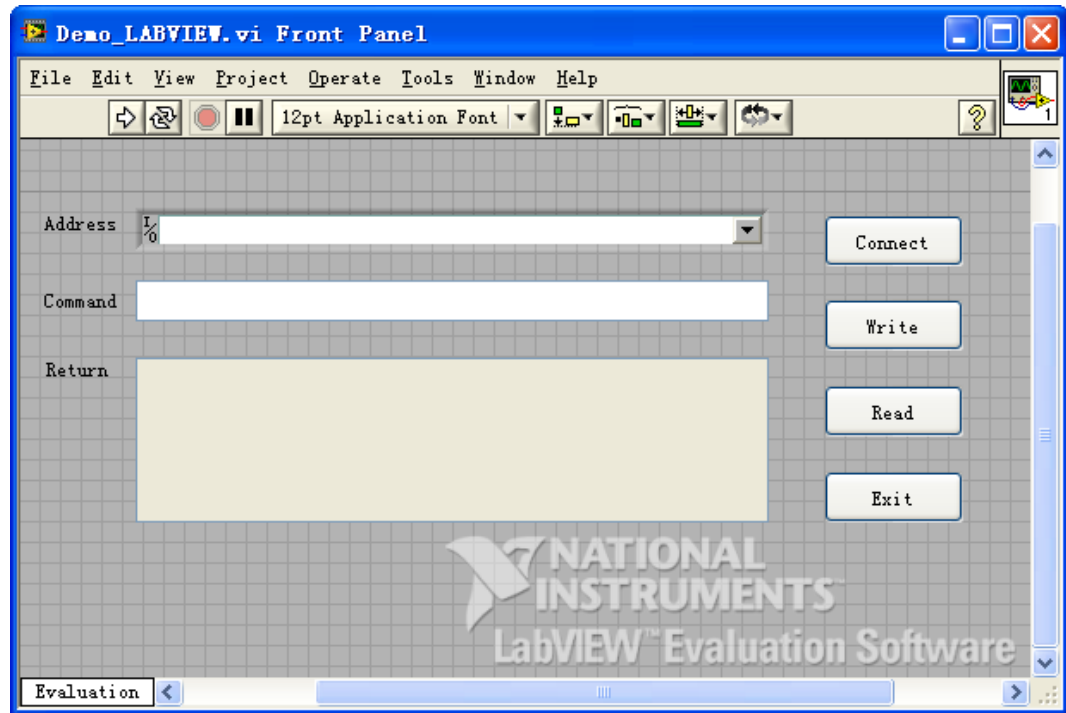 Demo_LABVIEW.vi Front Panel
File Edit View Project Operate Tools Window Help
12pt Application Font
1
Address I/O
Connect
Command
Write
Return
Read
Exit
NATIONAL
INSTRUMENTS
LabVIEW™ Evaluation Software
Evaluation